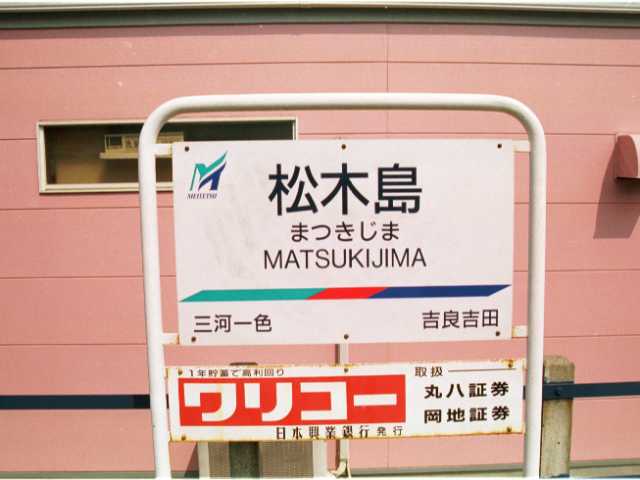 松木島
まつきじま
MATSUKIJIMA
MEITETSU
三河一色
吉良吉田
1年貯蓄で高利回り
ワリコー
日本興業銀行発行
取扱
丸八証券
岡地証券